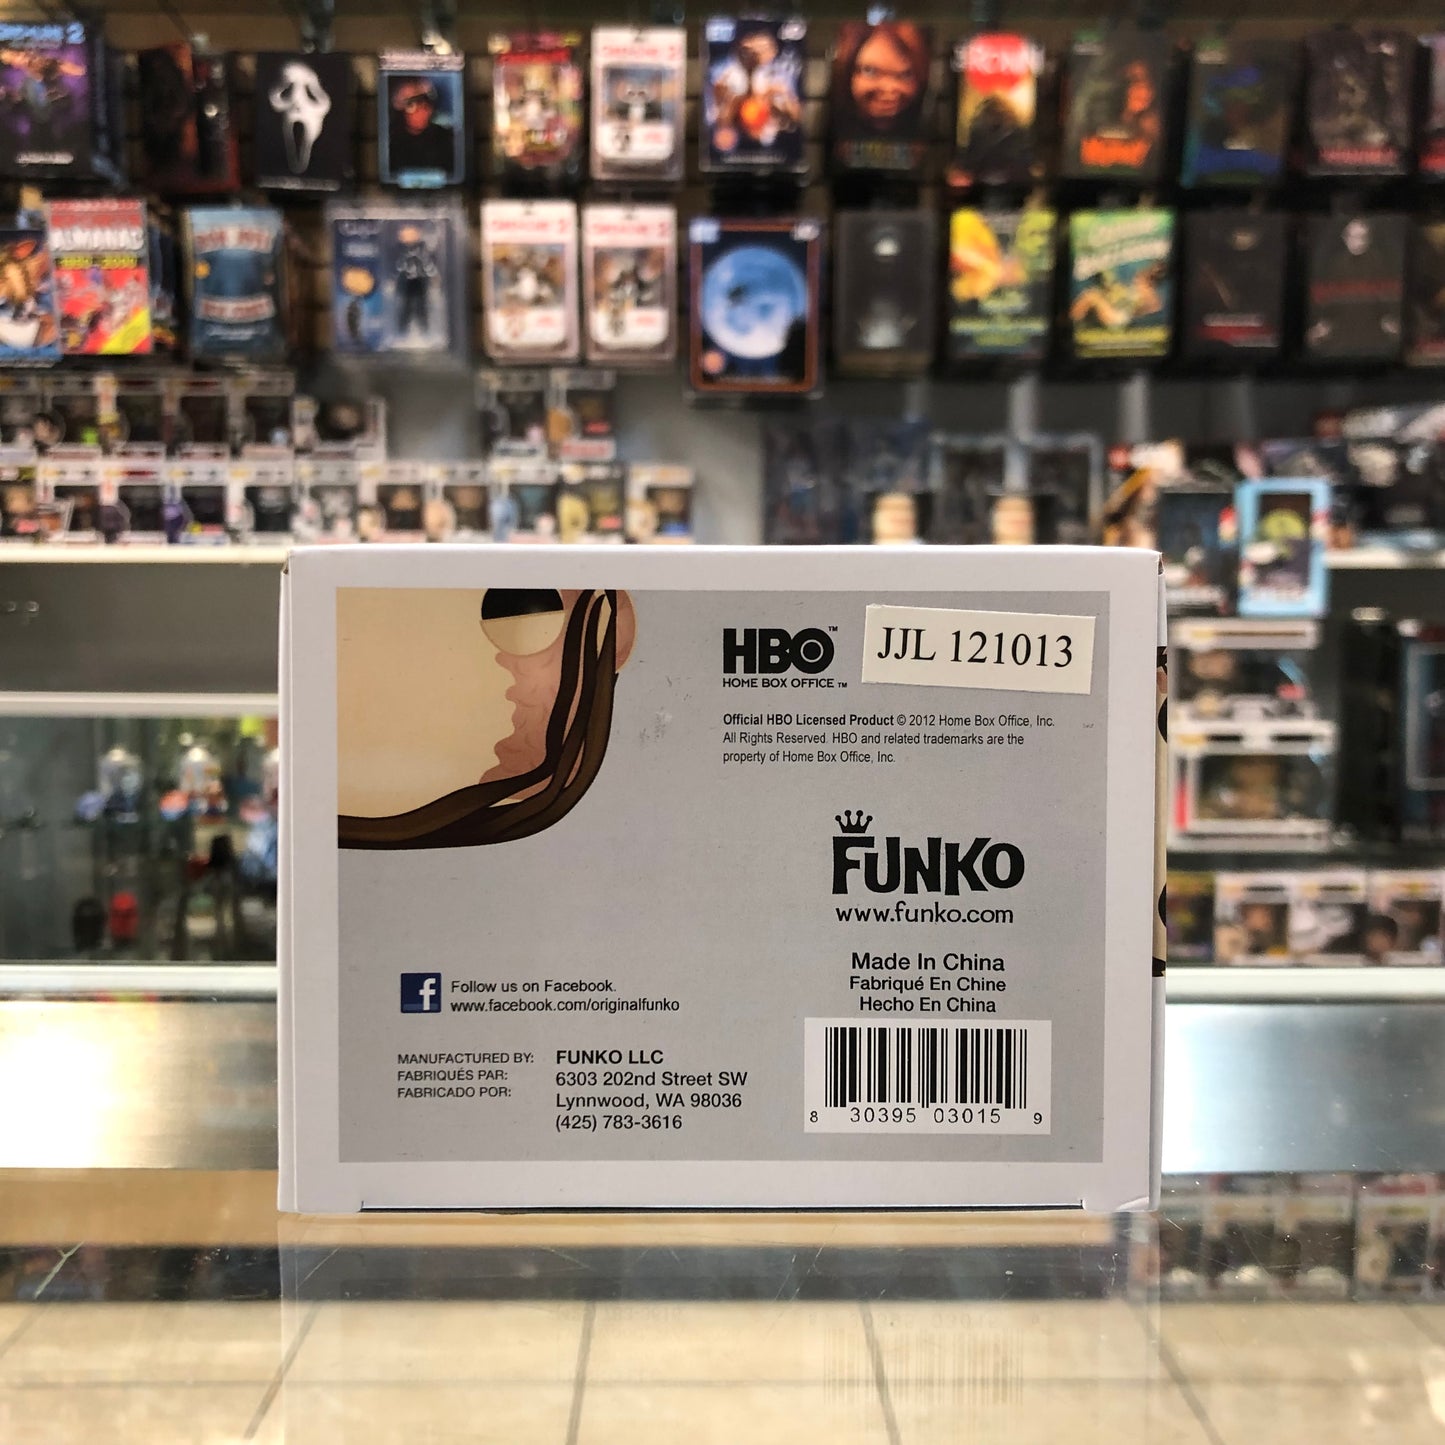 ALMANAC
HBO™
HOME BOX OFFICE™
JJL 121013
Official HBO Licensed Product © 2012 Home Box Office, Inc.
All Rights Reserved. HBO and related trademarks are the
property of Home Box Office, Inc.
FUNKO
www.funko.com
Made In China
Fabriqué En Chine
Hecho En China
Follow us on Facebook.
www.facebook.com/originalfunko
MANUFACTURED BY:
FABRIQUÉS PAR:
FABRICADO POR:
FUNKO LLC
6303 202nd Street SW
Lynnwood, WA 98036
(425) 783-3616
8 30395 03015 9